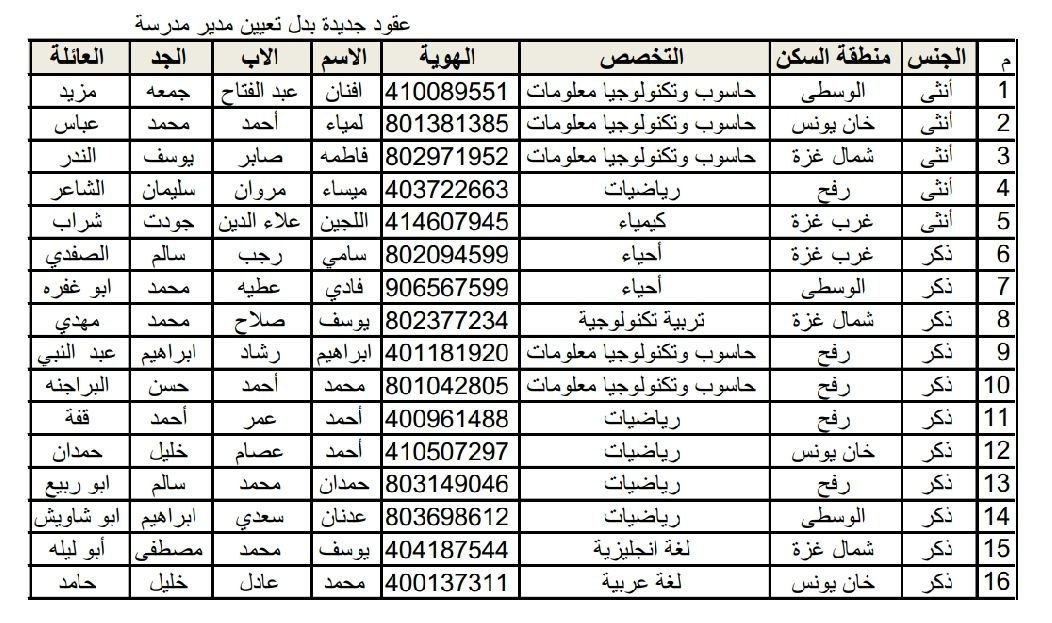 عقود جديدة بدل تعيين مدير مدرسة
م الجنس منطقة السكن التخصص الهوية الاسم الاب الجد العائلة
1 أنثى الوسطى حاسوب وتكنولوجيا معلومات 410089551 افنان عبد الفتاح جمعه مزيد
2 أنثى خان يونس حاسوب وتكنولوجيا معلومات 801381385 لمياء أحمد محمد عباس
3 أنثى شمال غزة حاسوب وتكنولوجيا معلومات 802971952 فاطمه صابر يوسف الندر
4 أنثى رفح رياضيات 403722663 ميساء مروان سليمان الشاعر
5 أنثى غرب غزة كيمياء 414607945 اللجين علاء الدين جودت شراب
6 ذكر غرب غزة أحياء 802094599 سامي رجب سالم الصفدي
7 ذكر الوسطى أحياء 906567599 فادي عطيه محمد ابو غفره
8 ذكر شمال غزة تربية تكنولوجية 802377234 يوسف صلاح محمد مهدي
9 ذكر رفح حاسوب وتكنولوجيا معلومات 401181920 ابراهيم رشاد ابراهيم عبد النبي
10 ذكر رفح حاسوب وتكنولوجيا معلومات 801042805 محمد أحمد حسن البراجنه
11 ذكر رفح رياضيات 400961488 أحمد عمر أحمد قفة
12 ذكر خان يونس رياضيات 410507297 أحمد عصام خليل حمدان
13 ذكر رفح رياضيات 803149046 حمدان محمد سالم ابو ربيع
14 ذكر الوسطى رياضيات 803698612 عدنان سعدي ابراهيم ابو شاويش
15 ذكر شمال غزة لغة انجليزية 404187544 يوسف محمد مصطفى أبو ليله
16 ذكر خان يونس لغة عربية 400137311 محمد عادل خليل حامد